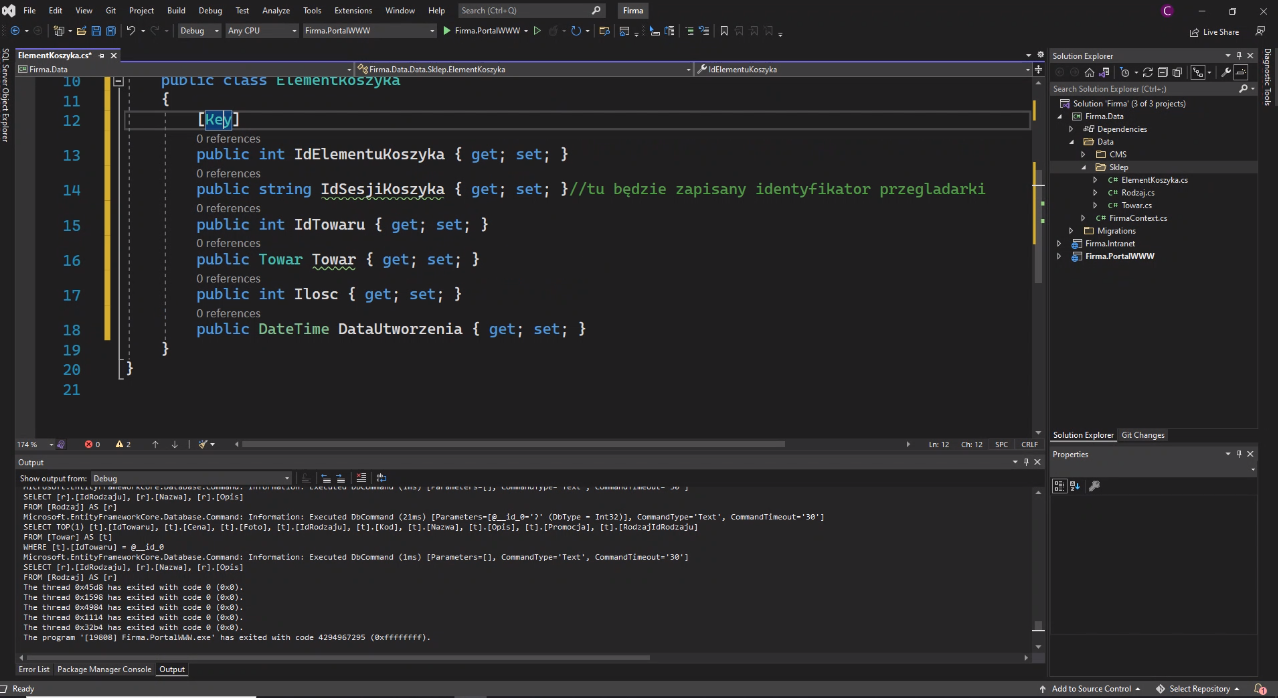 File Edit View Git Project Build Debug Test Analyze Tools Extensions Window Help Search (Ctrl+Q) Firma C
Debug Any CPU Firma.PortalWWW Firma.PortalWWW Live Share
SQL Server Object Explorer
ElementKoszyka.cs*
Firma.Data Firma.Data.Data.Sklep.ElementKoszyka IdElementuKoszyka
10 public class ElementKoszyka
11 {
12 [Key]
0 references
13 public int IdElementuKoszyka { get; set; }
0 references
14 public string IdSesjiKoszyka { get; set; }//tu będzie zapisany identyfikator przegladarki
0 references
15 public int IdTowaru { get; set; }
0 references
16 public Towar Towar { get; set; }
0 references
17 public int Ilosc { get; set; }
0 references
18 public DateTime DataUtworzenia { get; set; }
19 }
20 }
21
174 % 0 2 Ln: 12 Ch: 12 SPC CRLF
Output
Show output from: Debug
Microsoft.EntityFrameworkCore.Database.Command: Information: Executed DbCommand (1ms) [Parameters=[], CommandType='Text', CommandTimeout='30']
SELECT [r].[IdRodzaju], [r].[Nazwa], [r].[Opis]
FROM [Rodzaj] AS [r]
Microsoft.EntityFrameworkCore.Database.Command: Information: Executed DbCommand (21ms) [Parameters=[@__id_0='?' (DbType = Int32)], CommandType='Text', CommandTimeout='30']
SELECT TOP(1) [t].[IdTowaru], [t].[Cena], [t].[Foto], [t].[IdRodzaju], [t].[Kod], [t].[Nazwa], [t].[Opis], [t].[Promocja], [t].[RodzajIdRodzaju]
FROM [Towar] AS [t]
WHERE [t].[IdTowaru] = @__id_0
Microsoft.EntityFrameworkCore.Database.Command: Information: Executed DbCommand (1ms) [Parameters=[], CommandType='Text', CommandTimeout='30']
SELECT [r].[IdRodzaju], [r].[Nazwa], [r].[Opis]
FROM [Rodzaj] AS [r]
The thread 0x45d8 has exited with code 0 (0x0).
The thread 0x1598 has exited with code 0 (0x0).
The thread 0x4984 has exited with code 0 (0x0).
The thread 0x1114 has exited with code 0 (0x0).
The thread 0x32b4 has exited with code 0 (0x0).
The program '[19808] Firma.PortalWWW.exe' has exited with code 4294967295 (0xffffffff).
Error List Package Manager Console Output
Solution Explorer
Search Solution Explorer (Ctrl+;)
Solution 'Firma' (3 of 3 projects)
Firma.Data
Dependencies
Data
CMS
Sklep
ElementKoszyka.cs
Rodzaj.cs
Towar.cs
FirmaContext.cs
Migrations
Firma.Intranet
Firma.PortalWWW
Solution Explorer Git Changes
Properties
Diagnostic Tools
Ready Add to Source Control Select Repository 1